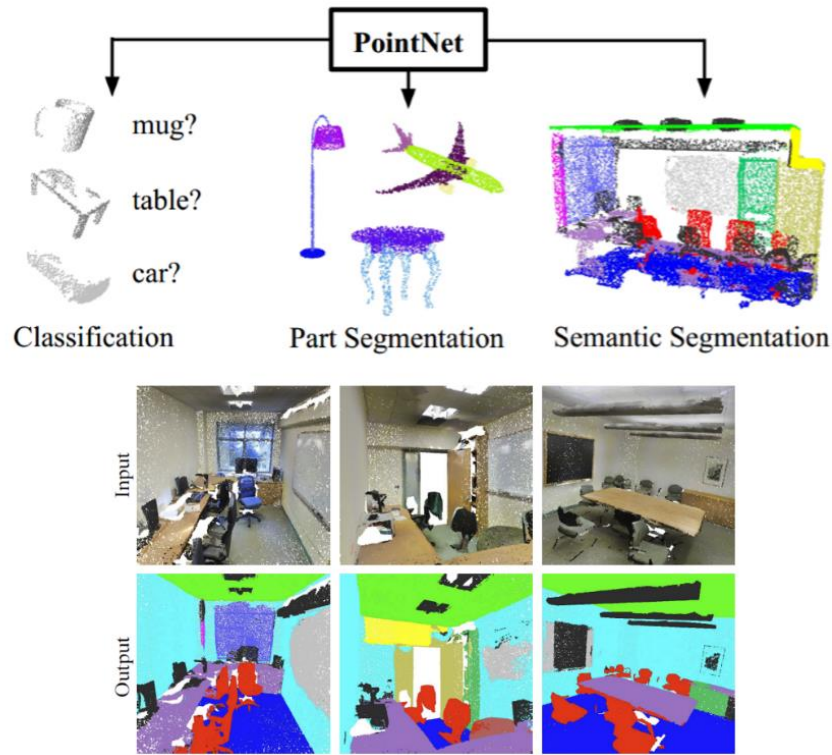 PointNet
mug?
table?
car?
Classification
Part Segmentation
Semantic Segmentation
Input
Output